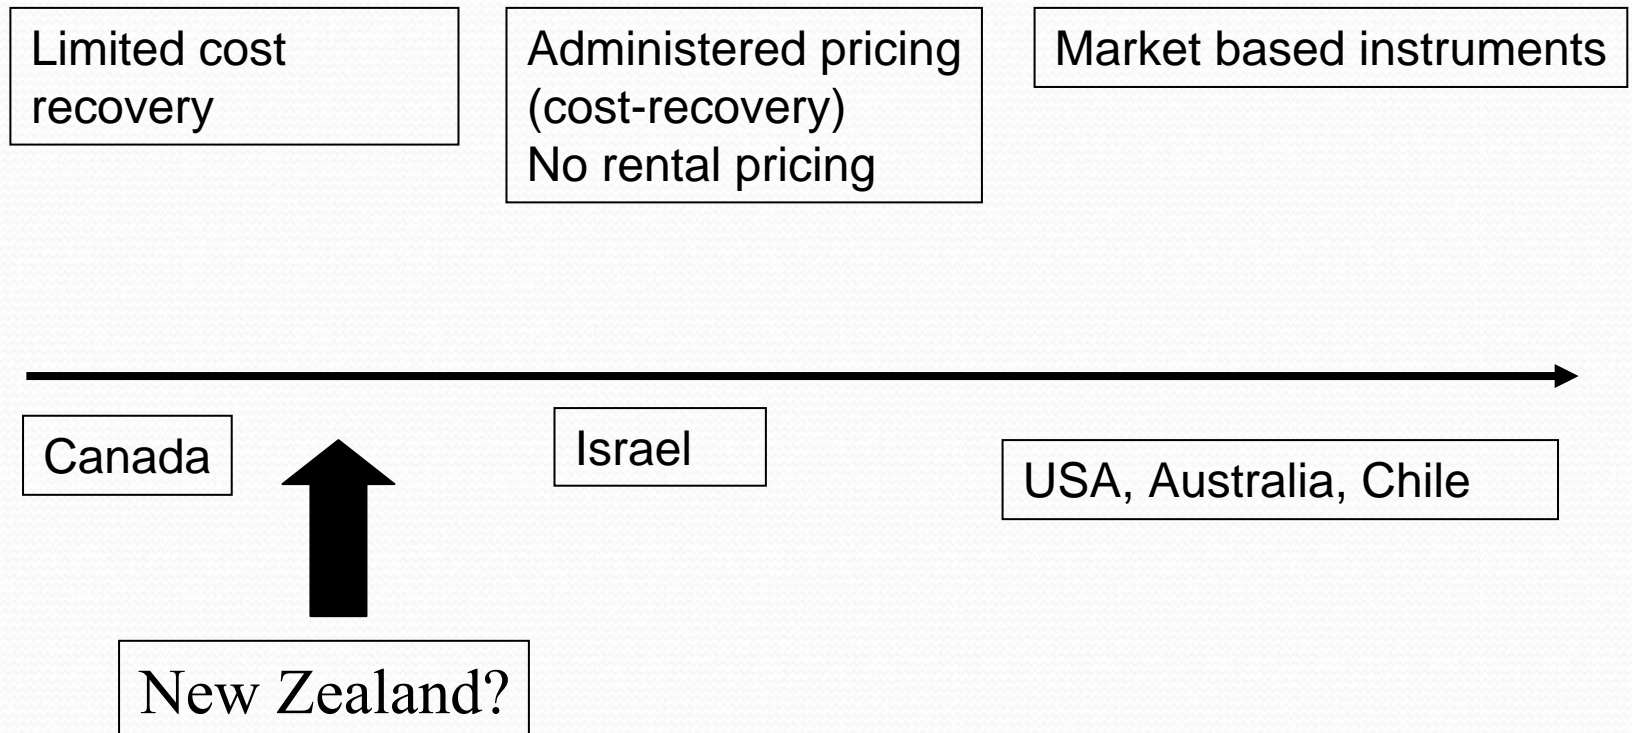 Limited cost
recovery
Administered pricing
(cost-recovery)
No rental pricing
Market based instruments
Canada
Israel
USA, Australia, Chile
New Zealand?